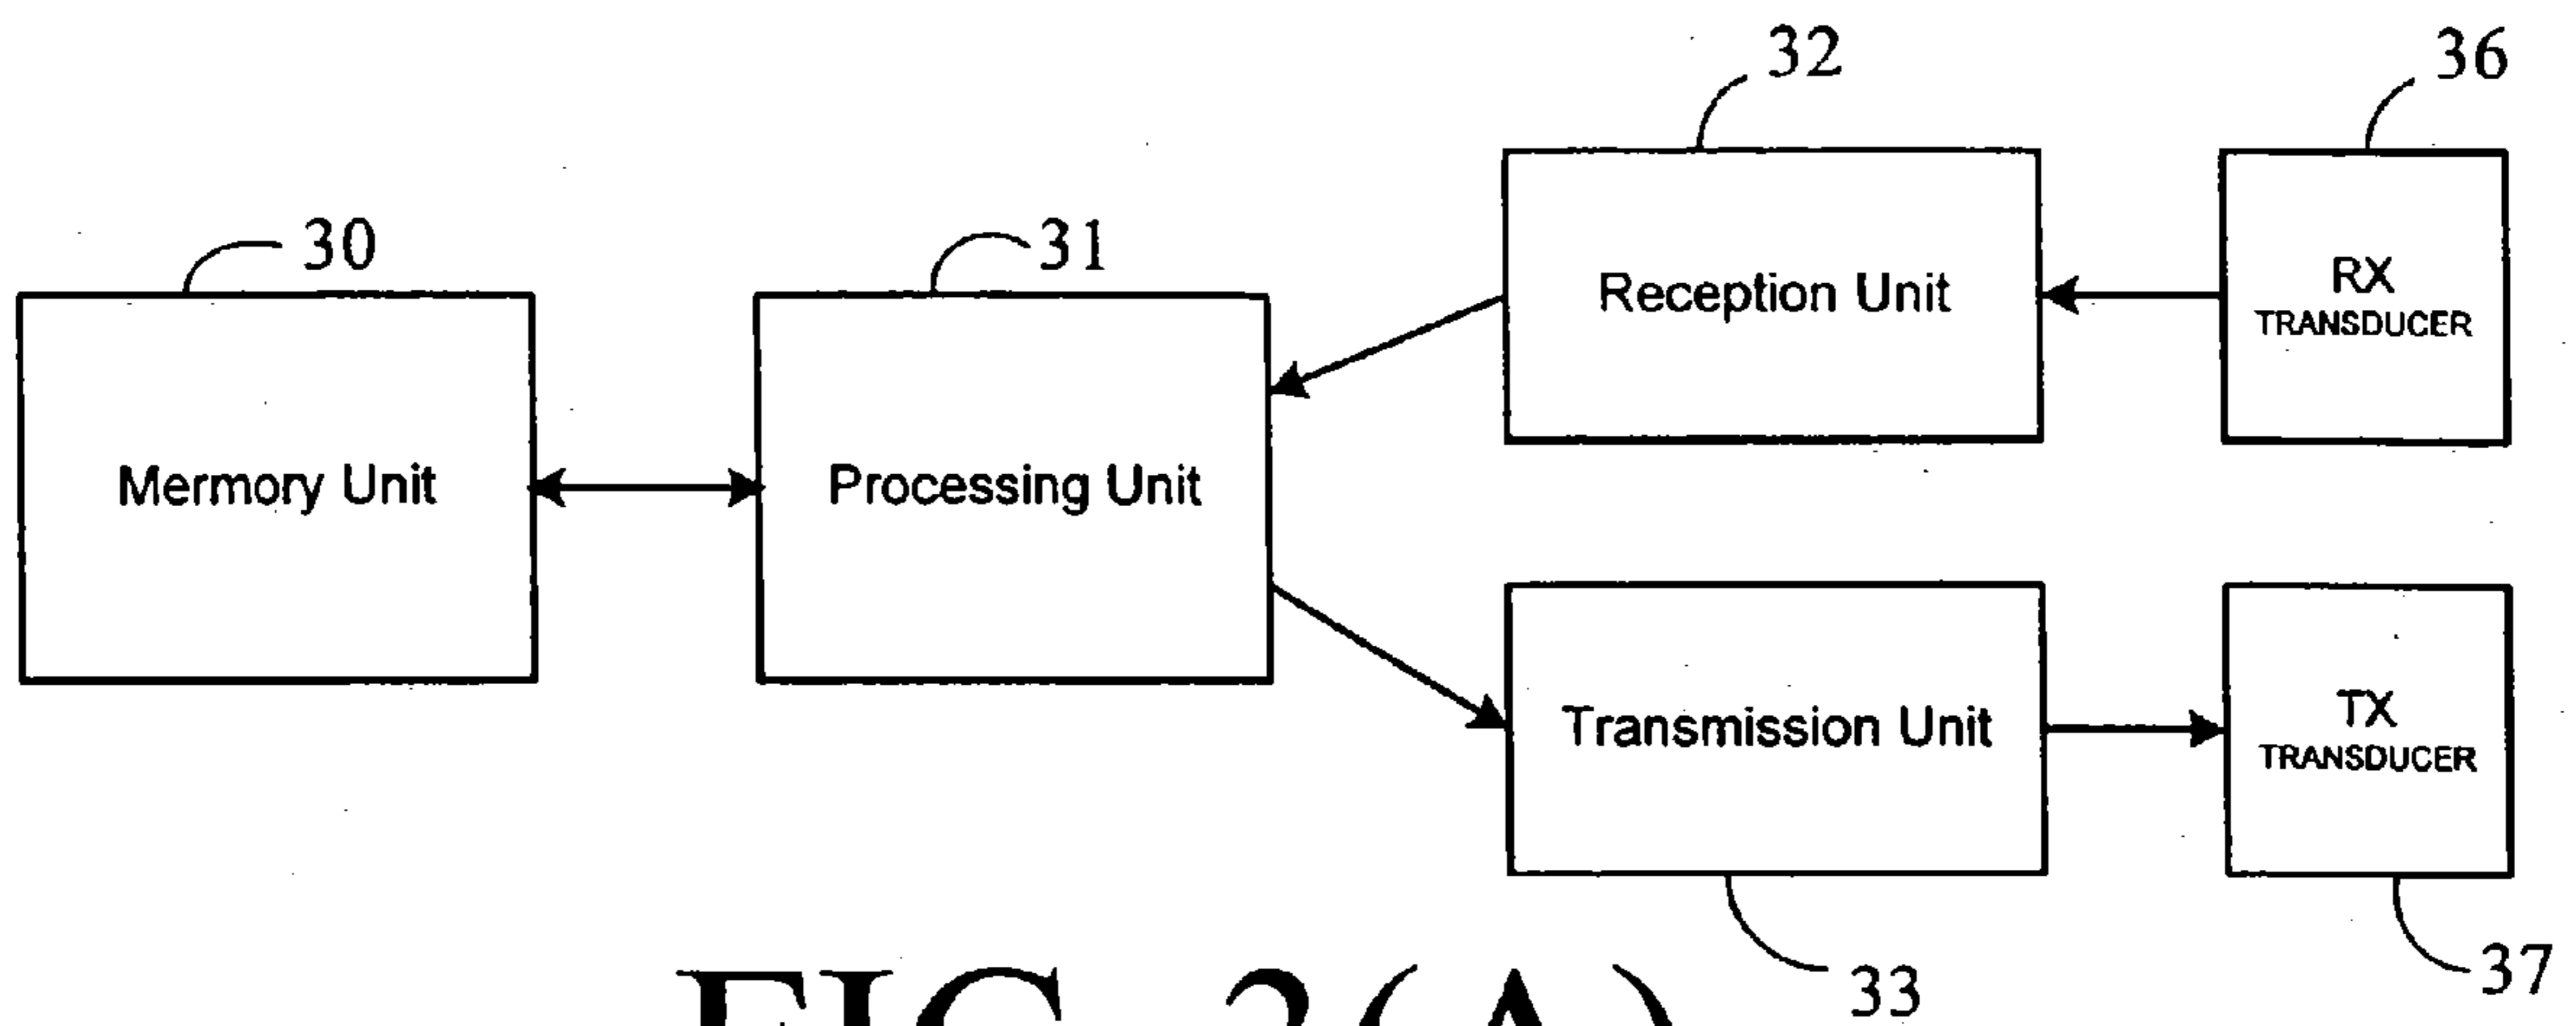 32
36
30
31
Reception Unit
RX
TRANSDUCER
Mermory Unit
Processing Unit
Transmission Unit
TX
TRANSDUCER
33
37